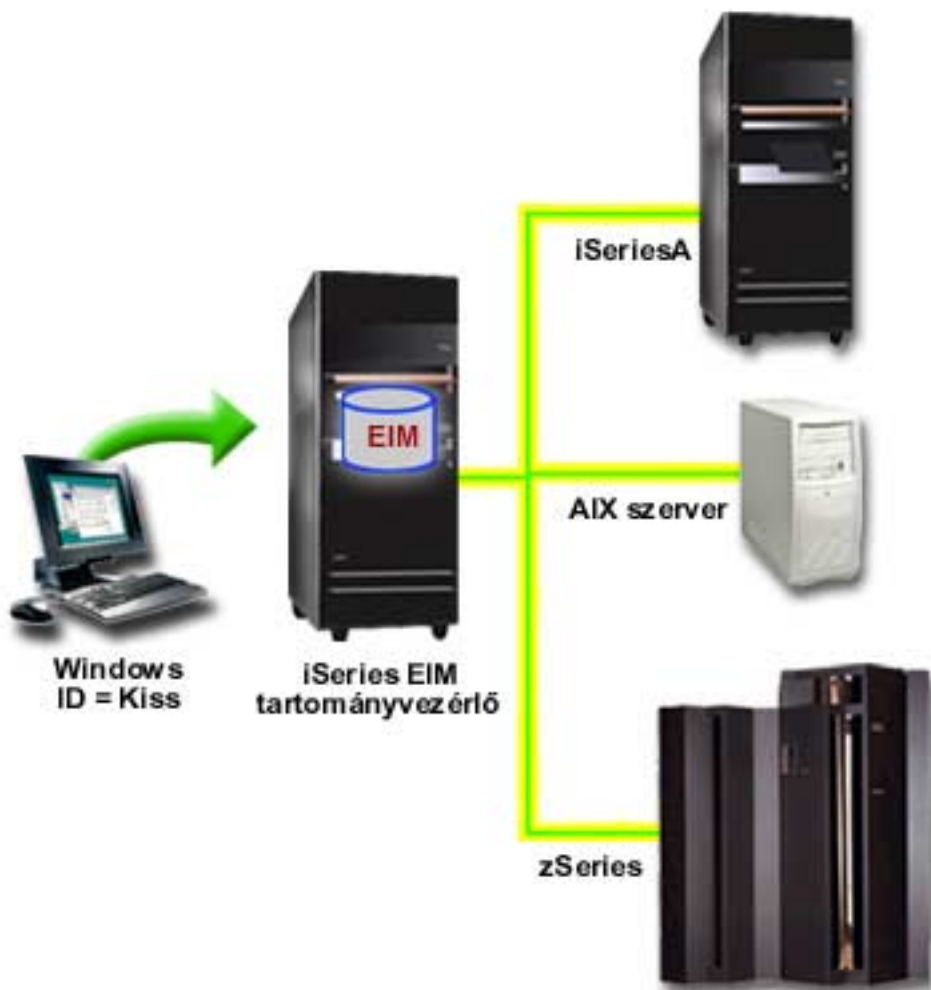 iSeriesA
EIM
AIX szerver
Windows
ID = Kiss
iSeries EIM
tartományvezérlő
zSeries